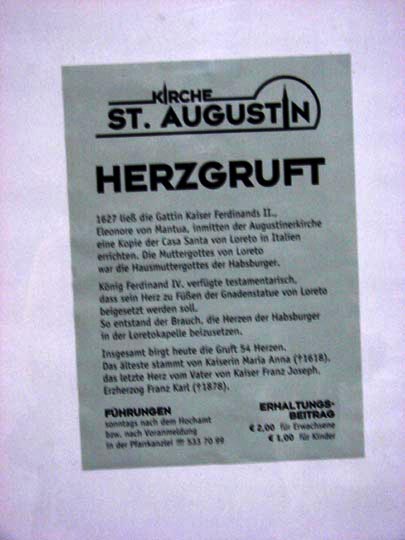 KIRCHE
ST. AUGUSTIN
HERZGRUFT
1627 ließ die Gattin Kaiser Ferdinands II.,
Eleonore von Mantua, inmitten der Augustinerkirche
eine Kopie der Casa Santa von Loreto in Italien
errichten. Die Muttergottes von Loreto
war die Hausmuttergottes der Habsburger.
König Ferdinand IV. verfügte testamentarisch,
dass sein Herz zu Füßen der Gnadenstatue von Loreto
beigesetzt werden soll.
So entstand der Brauch, die Herzen der Habsburger
in der Loretokapelle beizusetzen.
Insgesamt birgt heute die Gruft 54 Herzen.
Das älteste stammt von Kaiserin Maria Anna (†1618),
das letzte Herz vom Vater von Kaiser Franz Joseph,
Erzherzog Franz Karl (†1878).
FÜHRUNGEN
sonntags nach dem Hochamt
bzw. nach Voranmeldung
in der Pfarrkanzlei ☏ 533 70 99
ERHALTUNGS-
BEITRAG
€ 2,00 für Erwachsene
€ 1,00 für Kinder